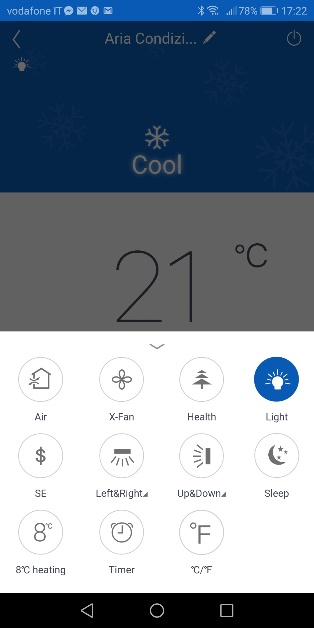 vodafone IT 78% 17:22
Aria Condizi...
Cool
21 °C
Air X-Fan Health Light
$
SE Left&Right Up&Down Sleep
8°C °F
8°C heating Timer °C/°F